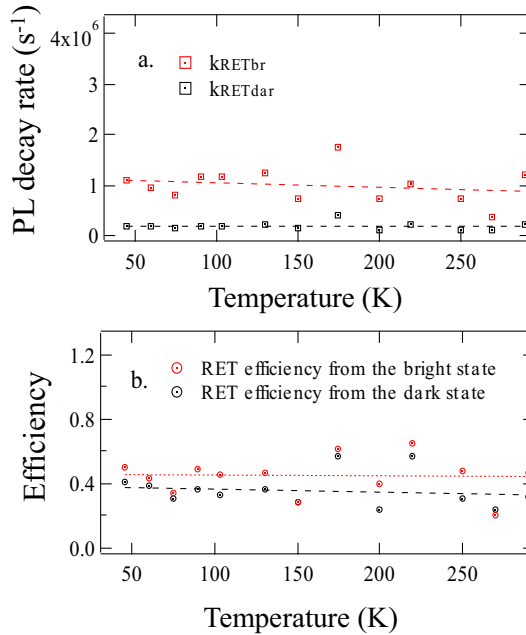 4x10⁶
a.
kRETbr
kRETdar
3
2
1
0
PL decay rate (s⁻¹)
50 100 150 200 250
Temperature (K)
1.2
0.8
0.4
0.0
b.
RET efficiency from the bright state
RET efficiency from the dark state
Efficiency
50 100 150 200 250
Temperature (K)